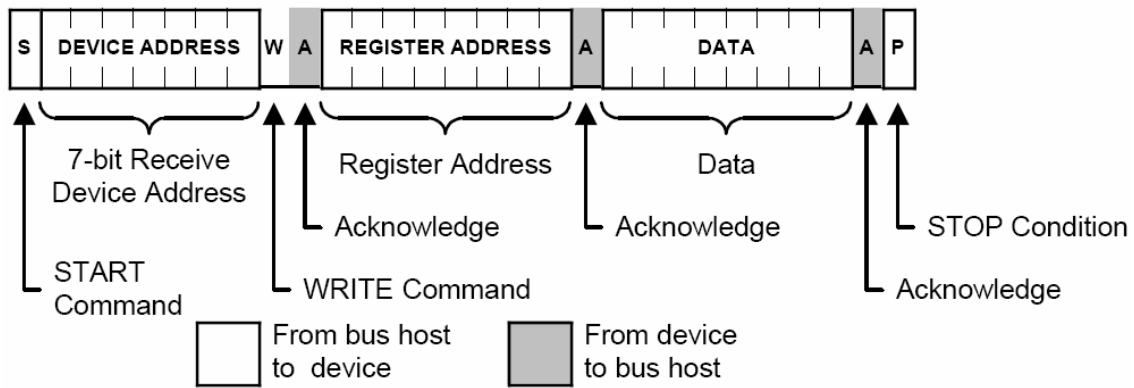 S DEVICE ADDRESS W A REGISTER ADDRESS A DATA A P
7-bit Receive
Device Address
Register Address
Data
Acknowledge
Acknowledge
STOP Condition
START
Command
WRITE Command
Acknowledge
From bus host
to device
From device
to bus host